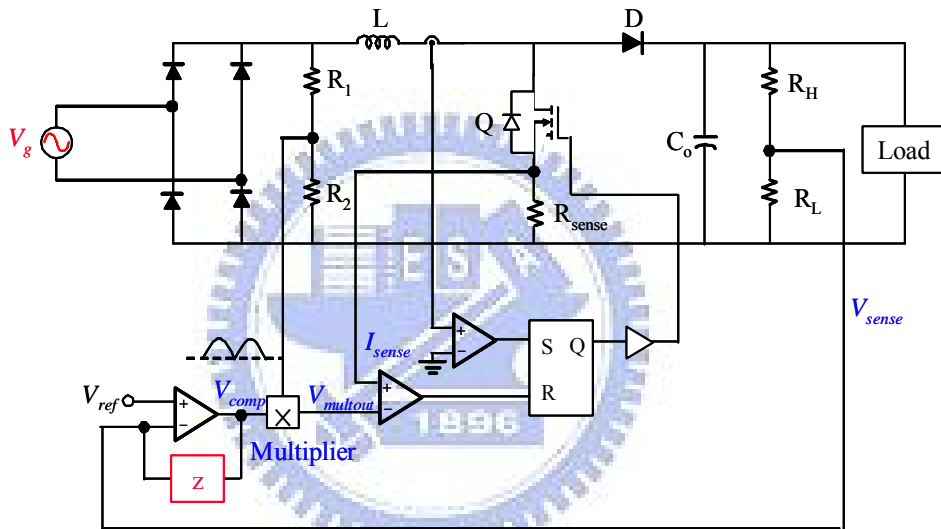 L
D
R1
RH
Q
Vg
Co
Load
R2
Rsense
RL
E S A
Vsense
Isense
+
−
S Q
R
Vcomp
Vmultout
+
−
Vref
+
−
×
1896
Multiplier
z